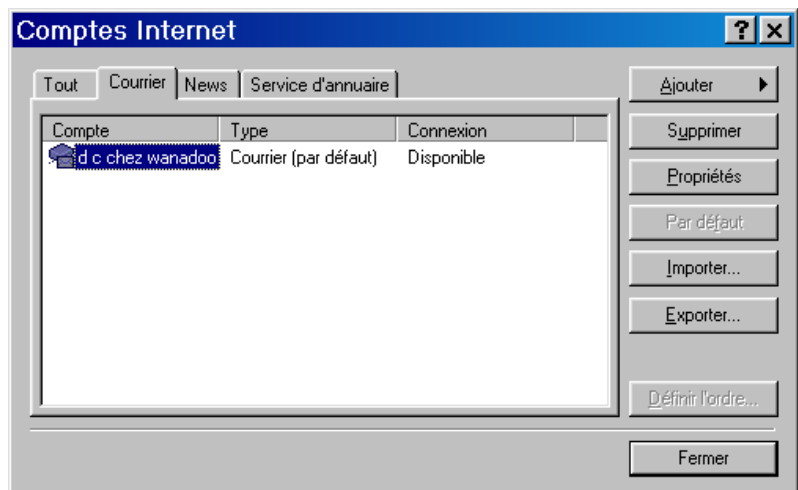 Comptes Internet
Tout Courrier News Service d'annuaire
Compte Type Connexion
d c chez wanadoo Courrier (par défaut) Disponible
Ajouter
Supprimer
Propriétés
Par défaut
Importer...
Exporter...
Définir l'ordre...
Fermer